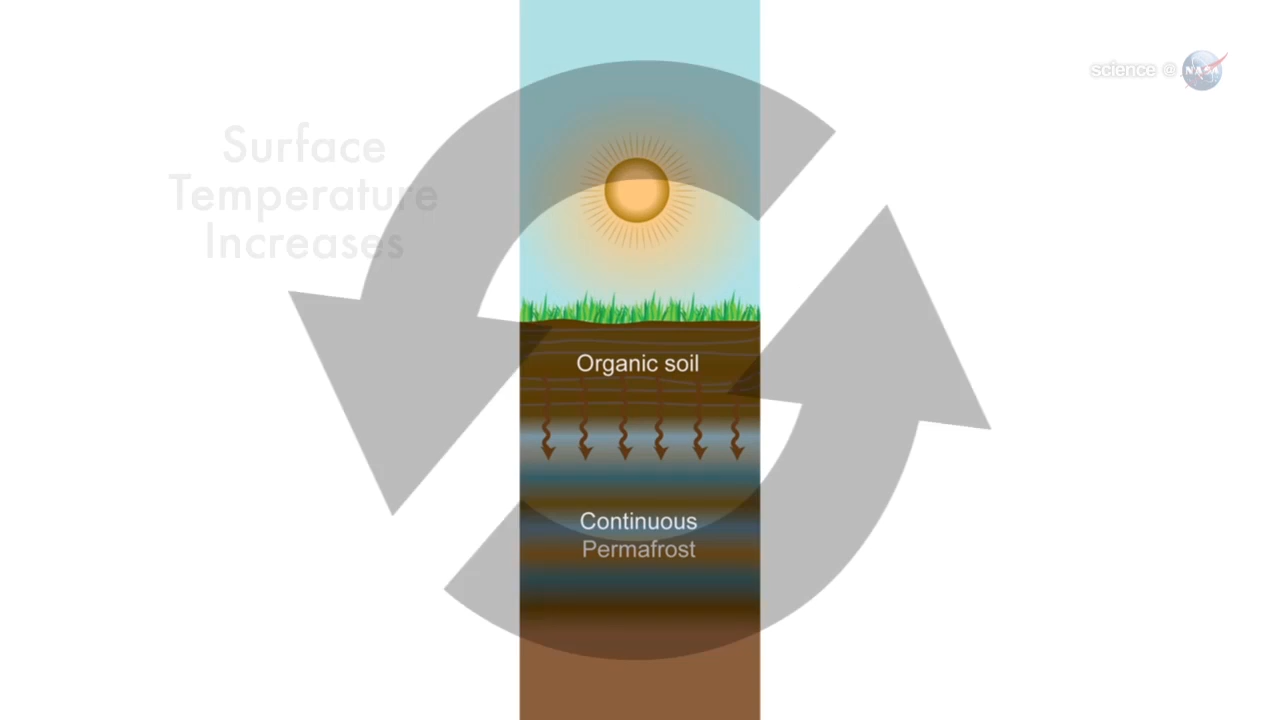 science @ NASA
Surface
Temperature
Increases
Organic soil
Continuous
Permafrost